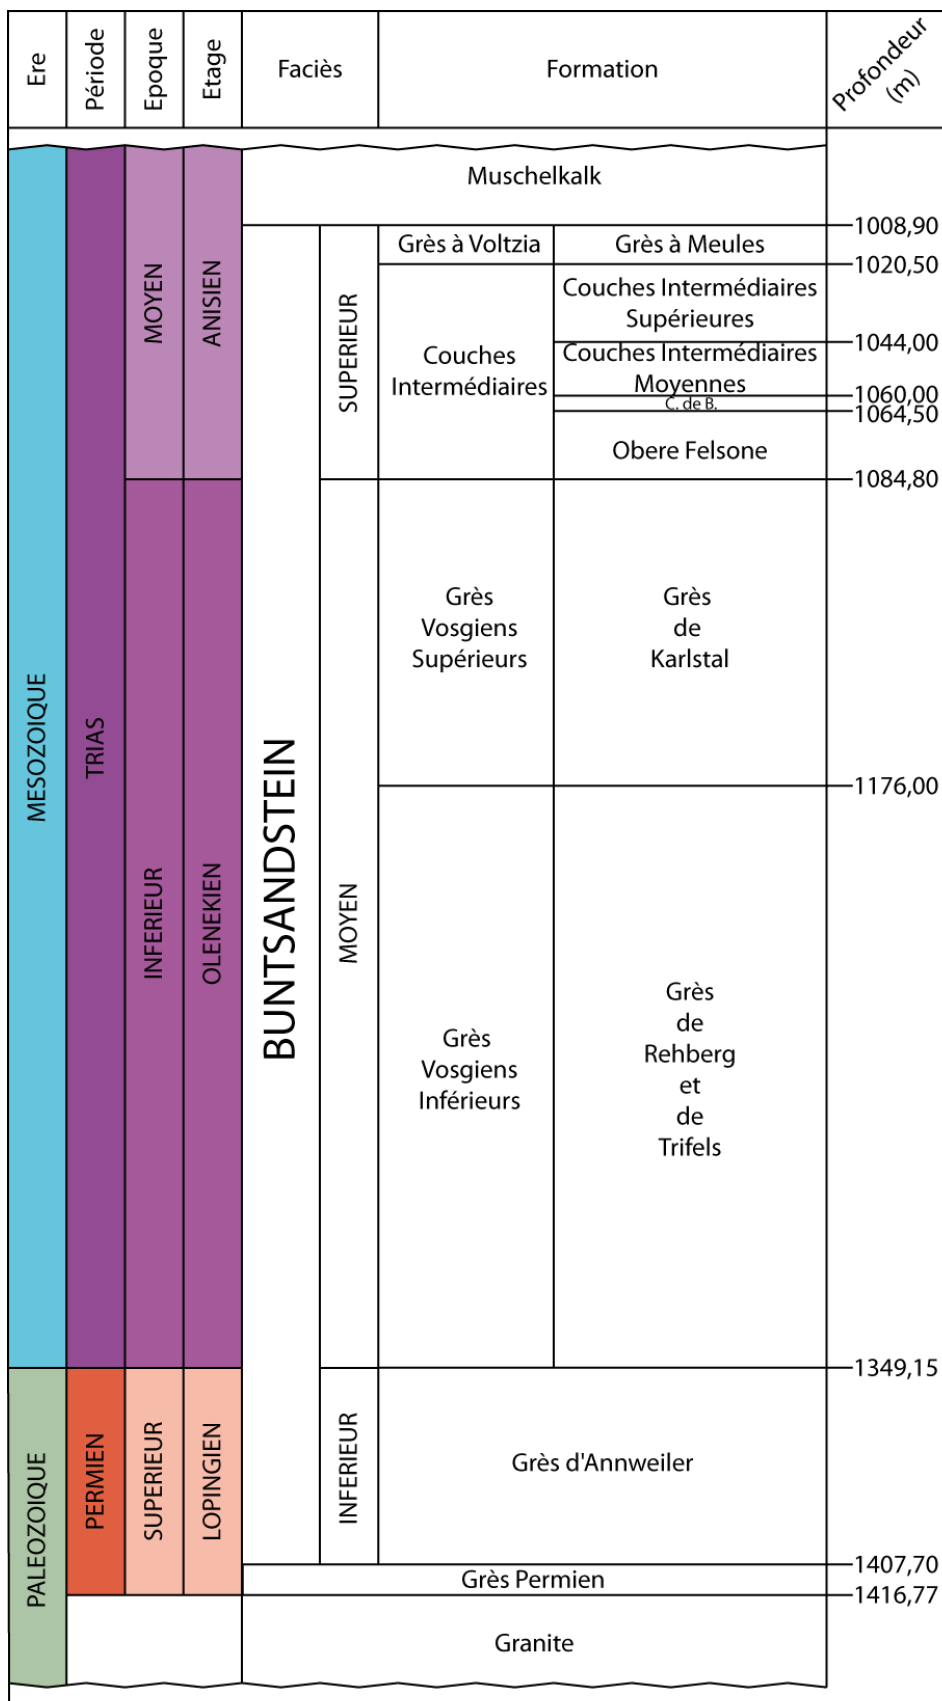 Ere
Période
Epoque
Etage
Faciès
Formation
Profondeur
(m)
MESOZOIQUE
PALEOZOIQUE
TRIAS
PERMIEN
MOYEN
INFERIEUR
SUPERIEUR
ANISIEN
OLENEKIEN
LOPINGIEN
Muschelkalk
BUNTSANDSTEIN
SUPERIEUR
MOYEN
INFERIEUR
Grès à Voltzia
Grès à Meules
Couches
Intermédiaires
Couches Intermédiaires
Supérieures
Couches Intermédiaires
Moyennes
C. de B.
Obere Felsone
Grès
Vosgiens
Supérieurs
Grès
de
Karlstal
Grès
Vosgiens
Inférieurs
Grès
de
Rehberg
et
de
Trifels
Grès d'Annweiler
Grès Permien
Granite
1008,90
1020,50
1044,00
1060,00
1064,50
1084,80
1176,00
1349,15
1407,70
1416,77